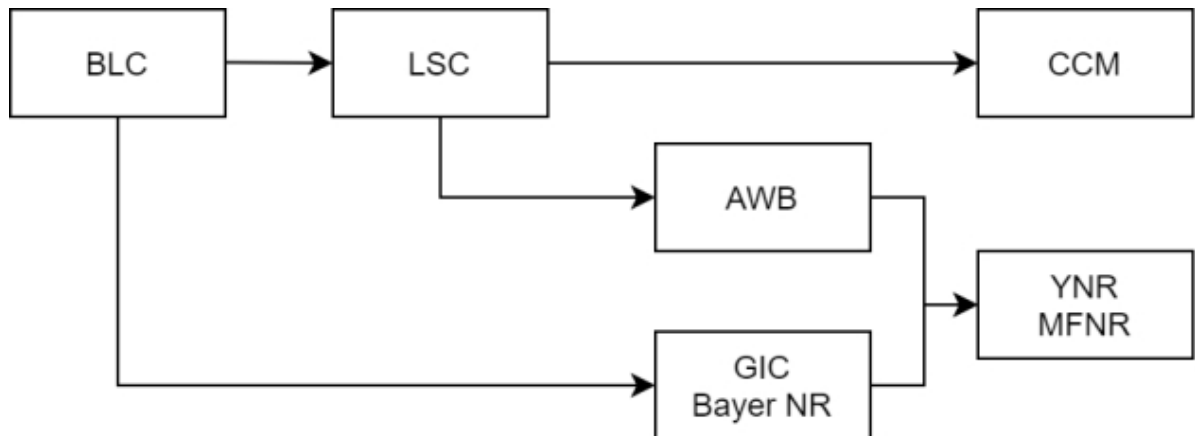 BLC
LSC
CCM
AWB
YNR
MFNR
GIC
Bayer NR